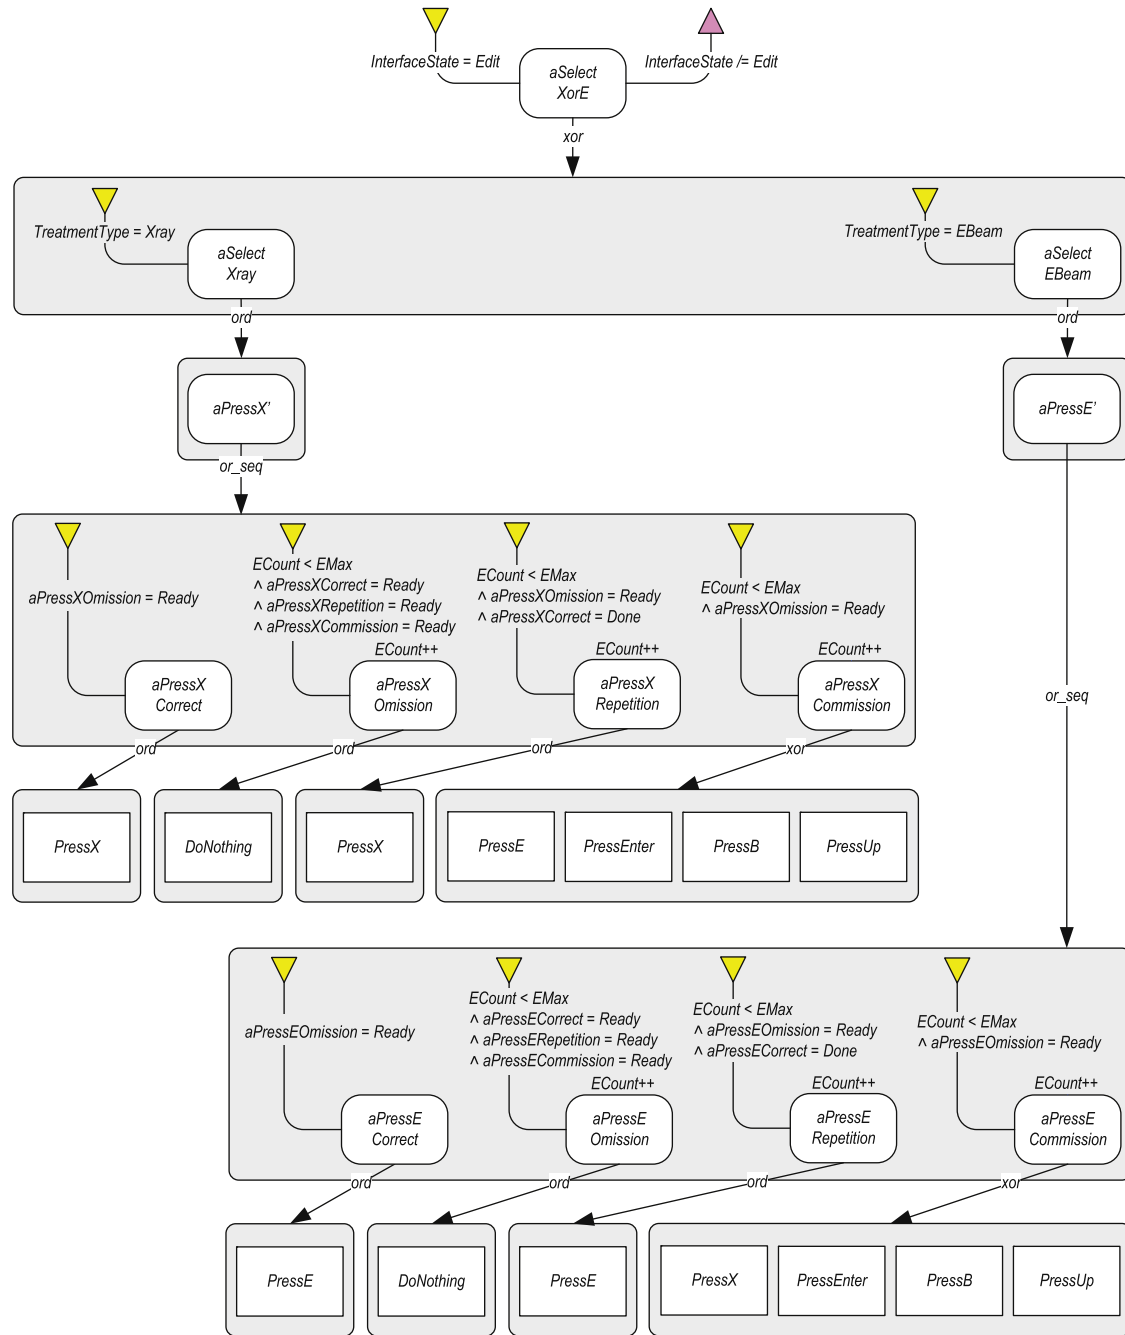 InterfaceState = Edit
InterfaceState /= Edit
aSelect
XorE
xor
TreatmentType = Xray
TreatmentType = EBeam
aSelect
Xray
aSelect
EBeam
ord
ord
aPressX’
aPressE’
or_seq
aPressXOmission = Ready
ECount < EMax
^ aPressXCorrect = Ready
^ aPressXRepetition = Ready
^ aPressXCommission = Ready
ECount < EMax
^ aPressXOmission = Ready
^ aPressXCorrect = Done
ECount < EMax
^ aPressXOmission = Ready
ECount++
ECount++
ECount++
aPressX
Correct
aPressX
Omission
aPressX
Repetition
aPressX
Commission
or_seq
ord
ord
ord
xor
PressX
DoNothing
PressX
PressE
PressEnter
PressB
PressUp
aPressEOmission = Ready
ECount < EMax
^ aPressECorrect = Ready
^ aPressERepetition = Ready
^ aPressECommission = Ready
ECount < EMax
^ aPressEOmission = Ready
^ aPressECorrect = Done
ECount < EMax
^ aPressEOmission = Ready
ECount++
ECount++
ECount++
aPressE
Correct
aPressE
Omission
aPressE
Repetition
aPressE
Commission
ord
ord
ord
xor
PressE
DoNothing
PressE
PressX
PressEnter
PressB
PressUp